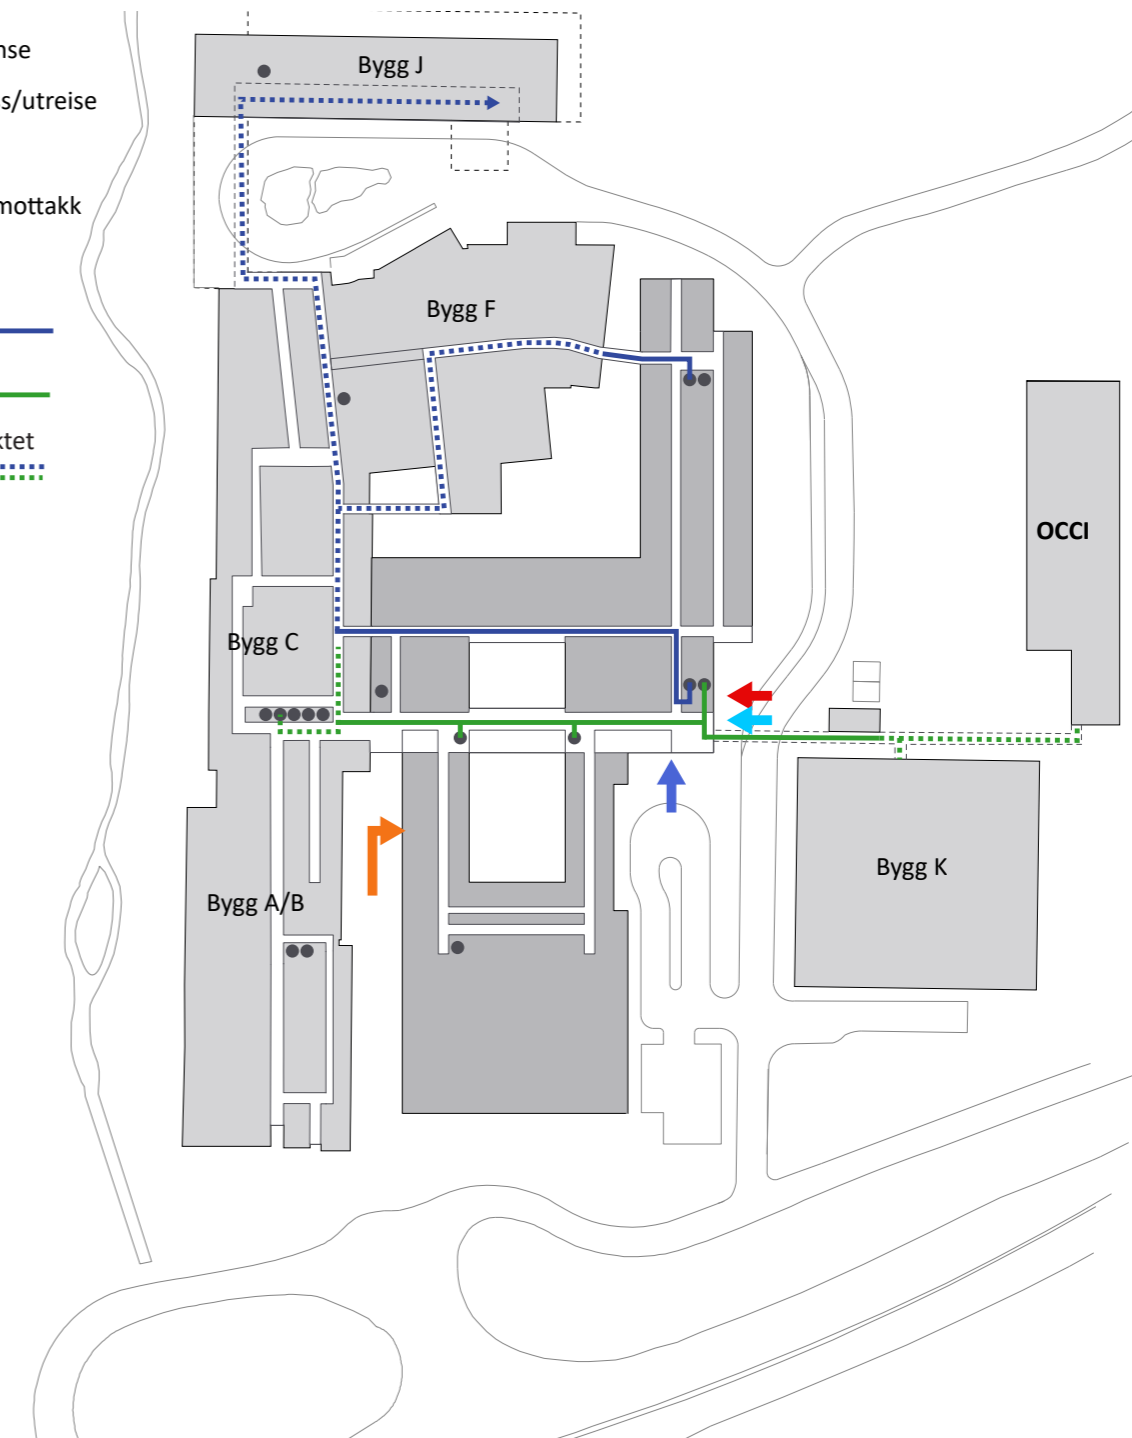 nse
s/utreise
mottakk
ktet
Bygg J
Bygg F
OCCI
Bygg C
Bygg K
Bygg A/B